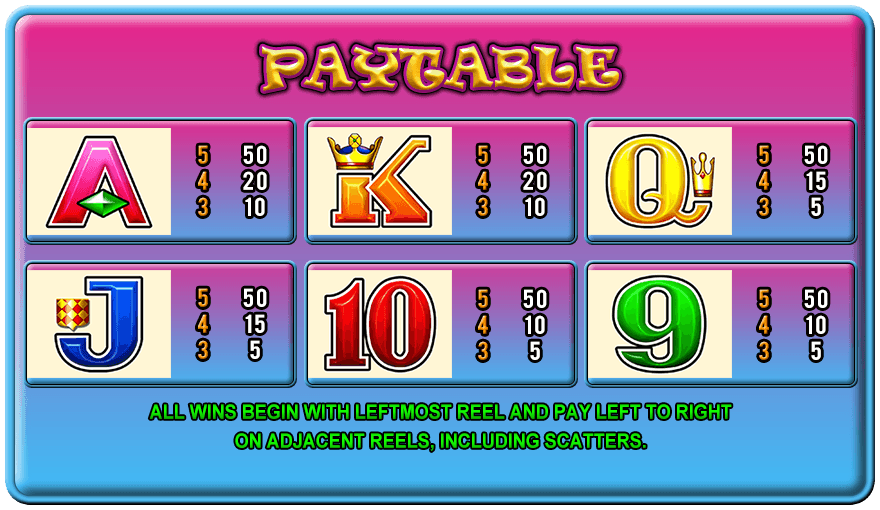 PAYTABLE
A 5 50 K 5 50 Q 5 50
4 20 4 20 4 15
3 10 3 10 3 5
J 5 50 10 5 50 9 5 50
4 15 4 10 4 10
3 5 3 5 3 5
ALL WINS BEGIN WITH LEFTMOST REEL AND PAY LEFT TO RIGHT
ON ADJACENT REELS, INCLUDING SCATTERS.